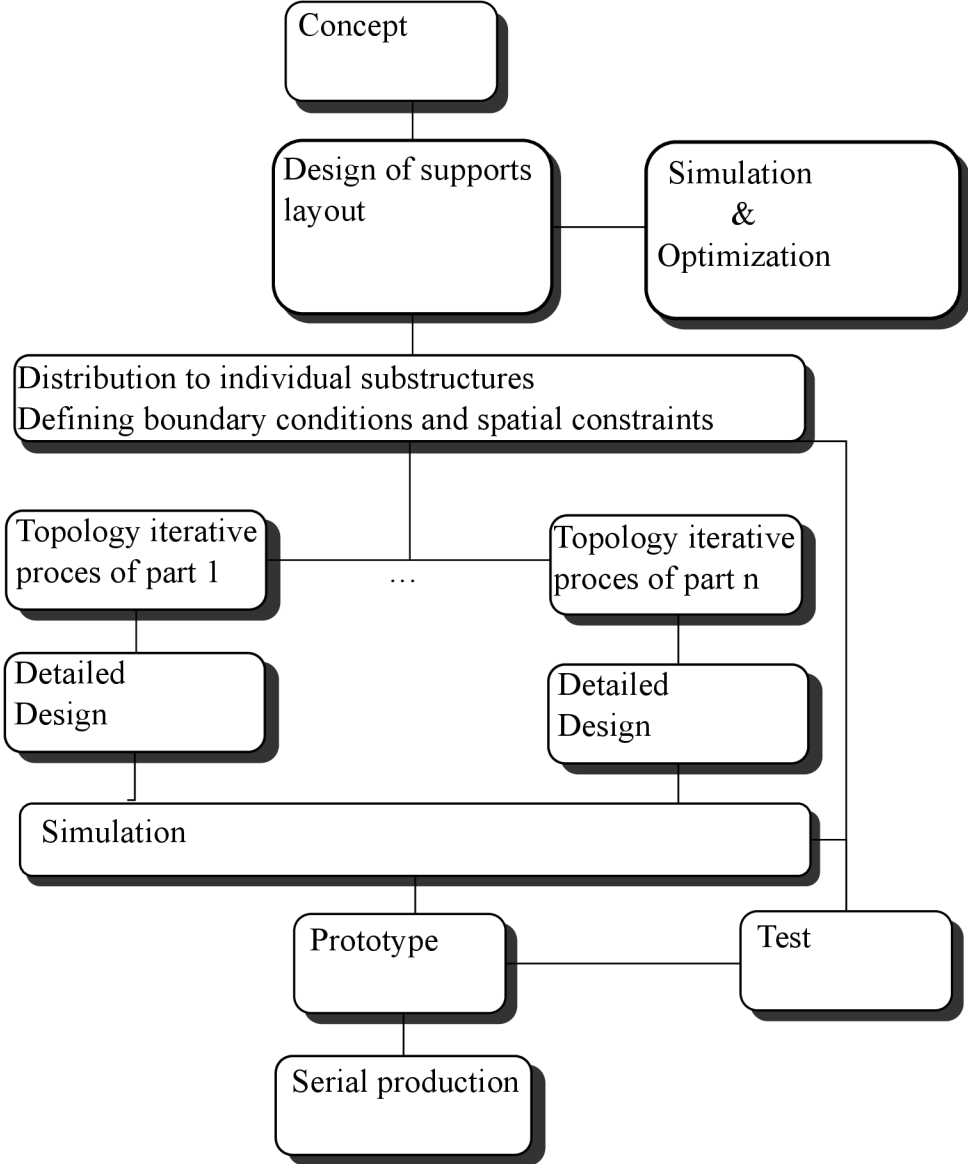 Concept
Design of supports
layout
Simulation
&
Optimization
Distribution to individual substructures
Defining boundary conditions and spatial constraints
Topology iterative
proces of part 1
...
Topology iterative
proces of part n
Detailed
Design
Detailed
Design
Simulation
Prototype
Test
Serial production